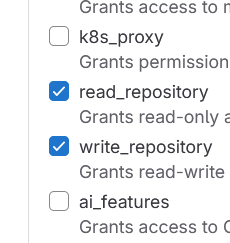 Grants access to
k8s_proxy
Grants permission
read_repository
Grants read-only a
write_repository
Grants read-write
ai_features
Grants access to